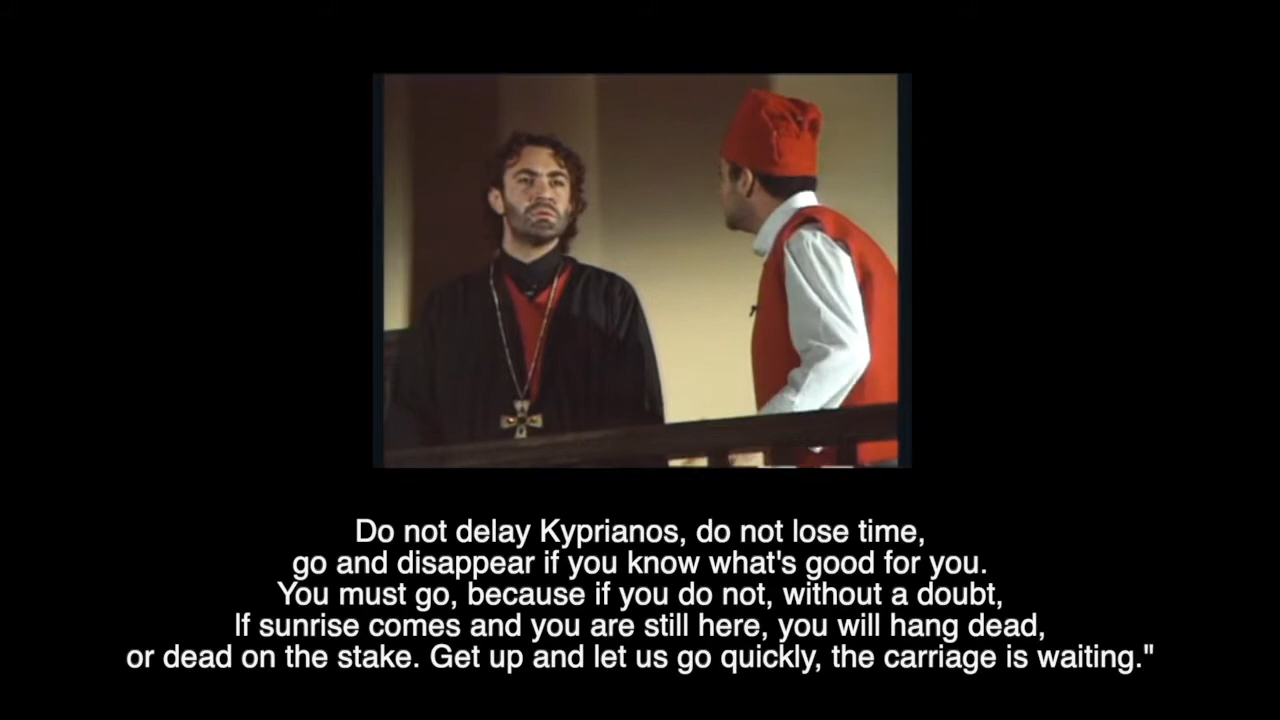 Do not delay Kyprianos, do not lose time,
go and disappear if you know what's good for you.
You must go, because if you do not, without a doubt,
If sunrise comes and you are still here, you will hang dead,
or dead on the stake. Get up and let us go quickly, the carriage is waiting."